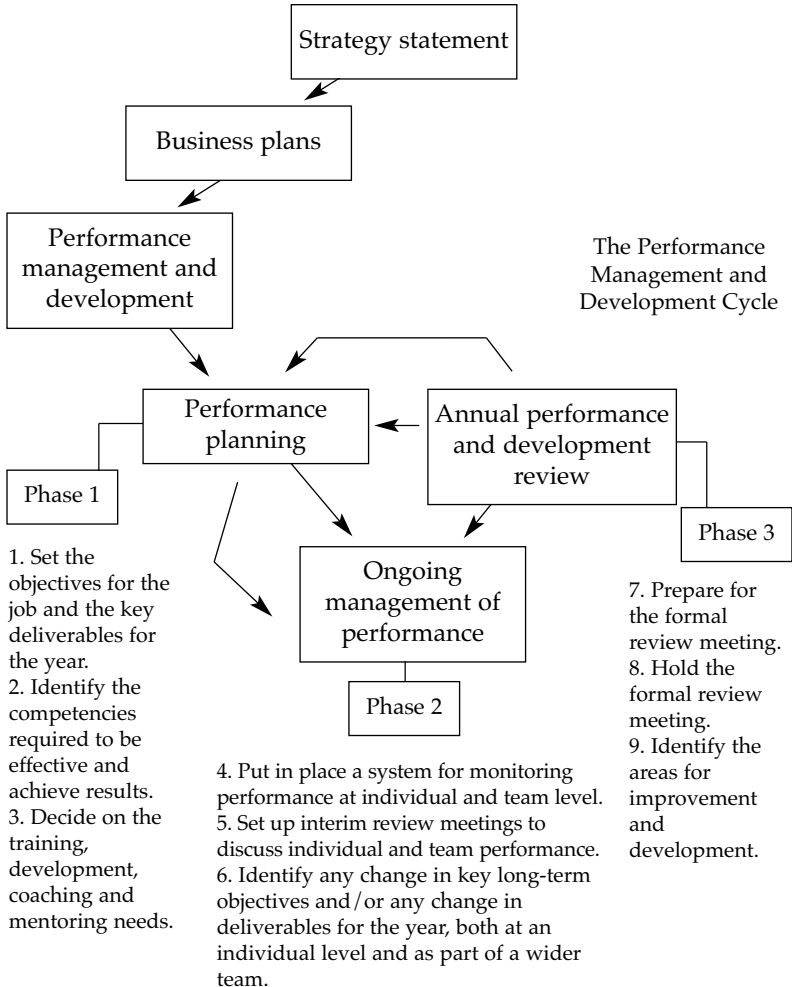 Strategy statement
Business plans
Performance
management and
development
The Performance
Management and
Development Cycle
Performance
planning
Annual performance
and development
review
Phase 1
Phase 3
Ongoing
management of
performance
Phase 2
1. Set the
objectives for the
job and the key
deliverables for
the year.
2. Identify the
competencies
required to be
effective and
achieve results.
3. Decide on the
training,
development,
coaching and
mentoring needs.
4. Put in place a system for monitoring
performance at individual and team level.
5. Set up interim review meetings to
discuss individual and team performance.
6. Identify any change in key long-term
objectives and/or any change in
deliverables for the year, both at an
individual level and as part of a wider
team.
7. Prepare for
the formal
review meeting.
8. Hold the
formal review
meeting.
9. Identify the
areas for
improvement
and
development.